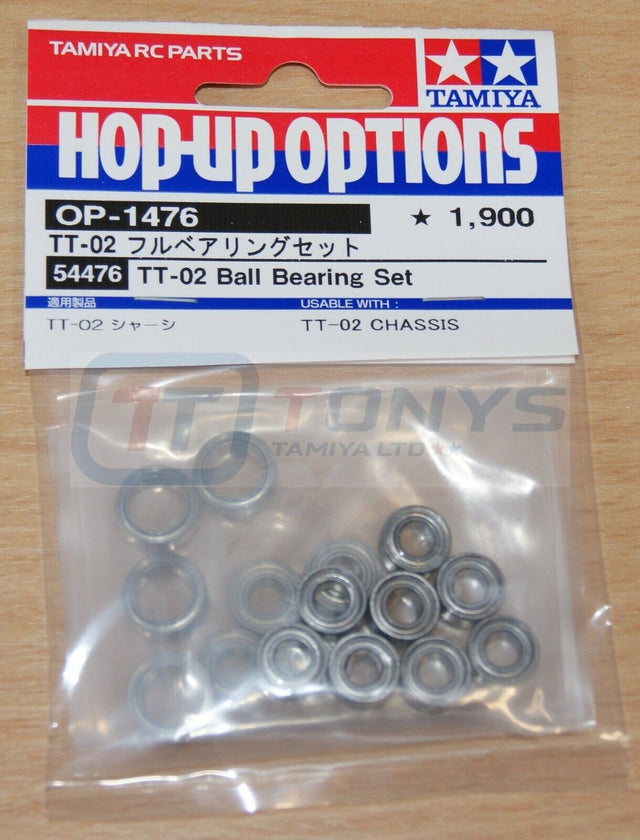 TAMIYA RC PARTS
TAMIYA
HOP-UP OPTIONS
OP-1476 ★ 1,900
TT-02 フルベアリングセット
54476 TT-02 Ball Bearing Set
適用製品 USABLE WITH :
TT-02 シャーシ TT-02 CHASSIS
TT TONYS
TAMIYA LTD